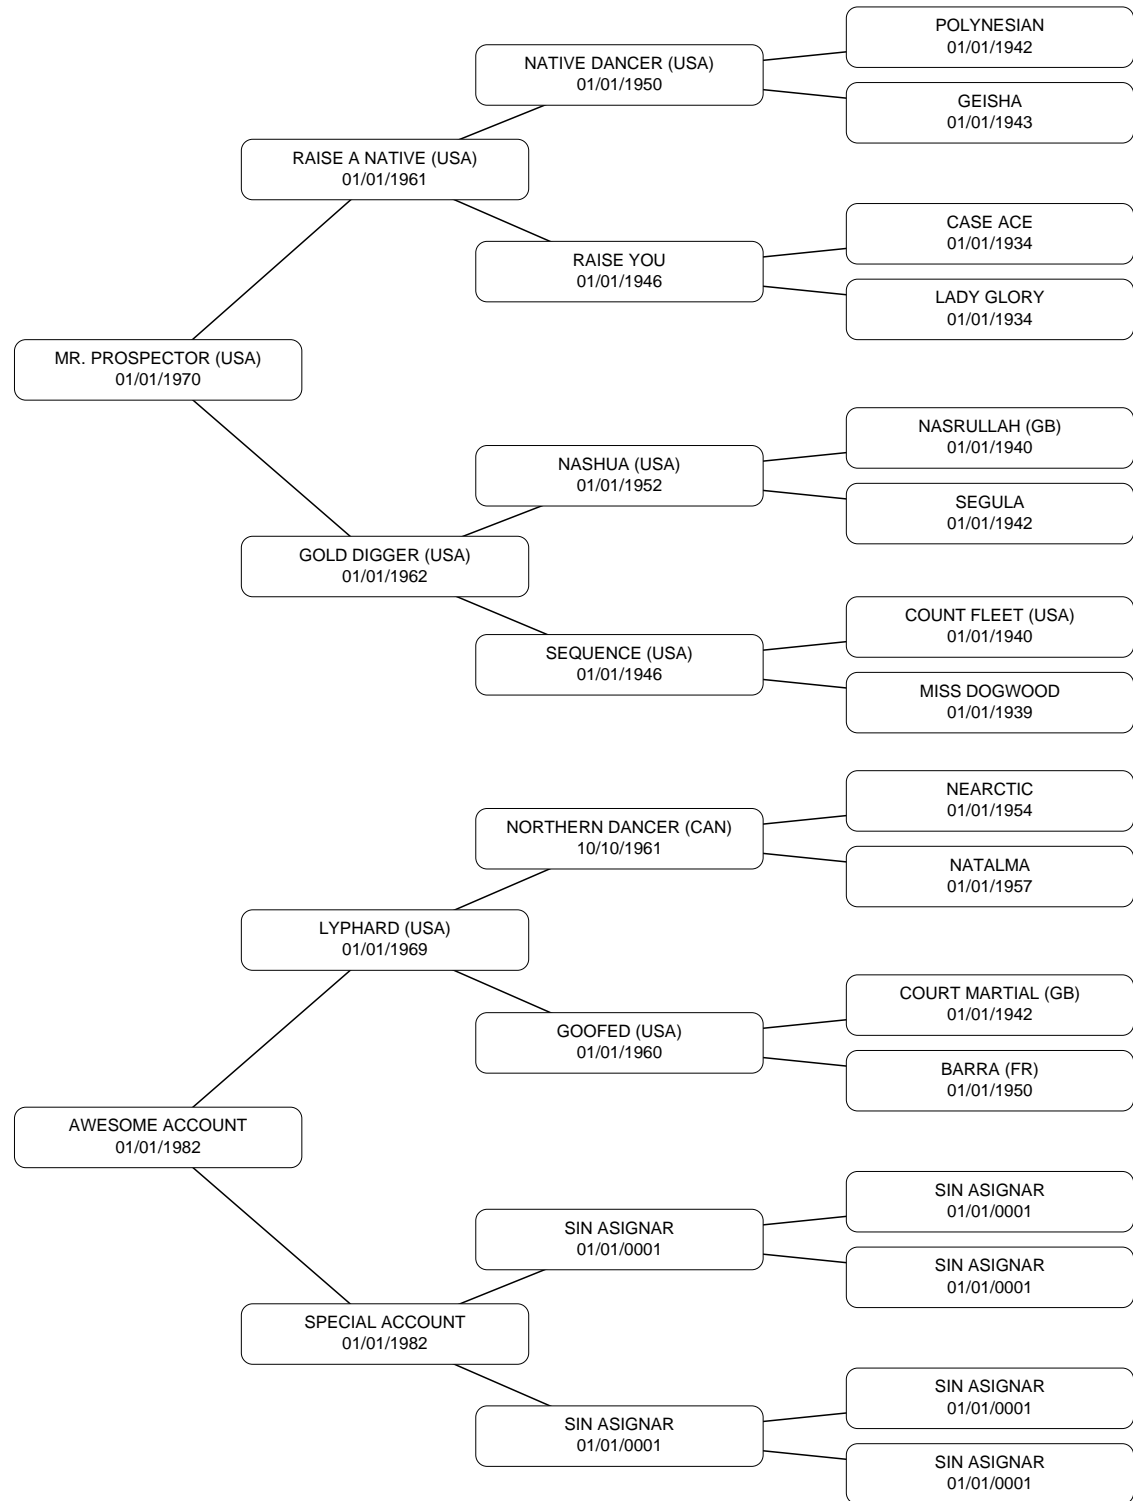 POLYNESIAN
01/01/1942
NATIVE DANCER (USA)
01/01/1950
GEISHA
01/01/1943
RAISE A NATIVE (USA)
01/01/1961
CASE ACE
01/01/1934
RAISE YOU
01/01/1946
LADY GLORY
01/01/1934
MR. PROSPECTOR (USA)
01/01/1970
NASRULLAH (GB)
01/01/1940
NASHUA (USA)
01/01/1952
SEGULA
01/01/1942
GOLD DIGGER (USA)
01/01/1962
COUNT FLEET (USA)
01/01/1940
SEQUENCE (USA)
01/01/1946
MISS DOGWOOD
01/01/1939
NEARCTIC
01/01/1954
NORTHERN DANCER (CAN)
10/10/1961
NATALMA
01/01/1957
LYPHARD (USA)
01/01/1969
COURT MARTIAL (GB)
01/01/1942
GOOFED (USA)
01/01/1960
BARRA (FR)
01/01/1950
AWESOME ACCOUNT
01/01/1982
SIN ASIGNAR
01/01/0001
SIN ASIGNAR
01/01/0001
SIN ASIGNAR
01/01/0001
SPECIAL ACCOUNT
01/01/1982
SIN ASIGNAR
01/01/0001
SIN ASIGNAR
01/01/0001
SIN ASIGNAR
01/01/0001